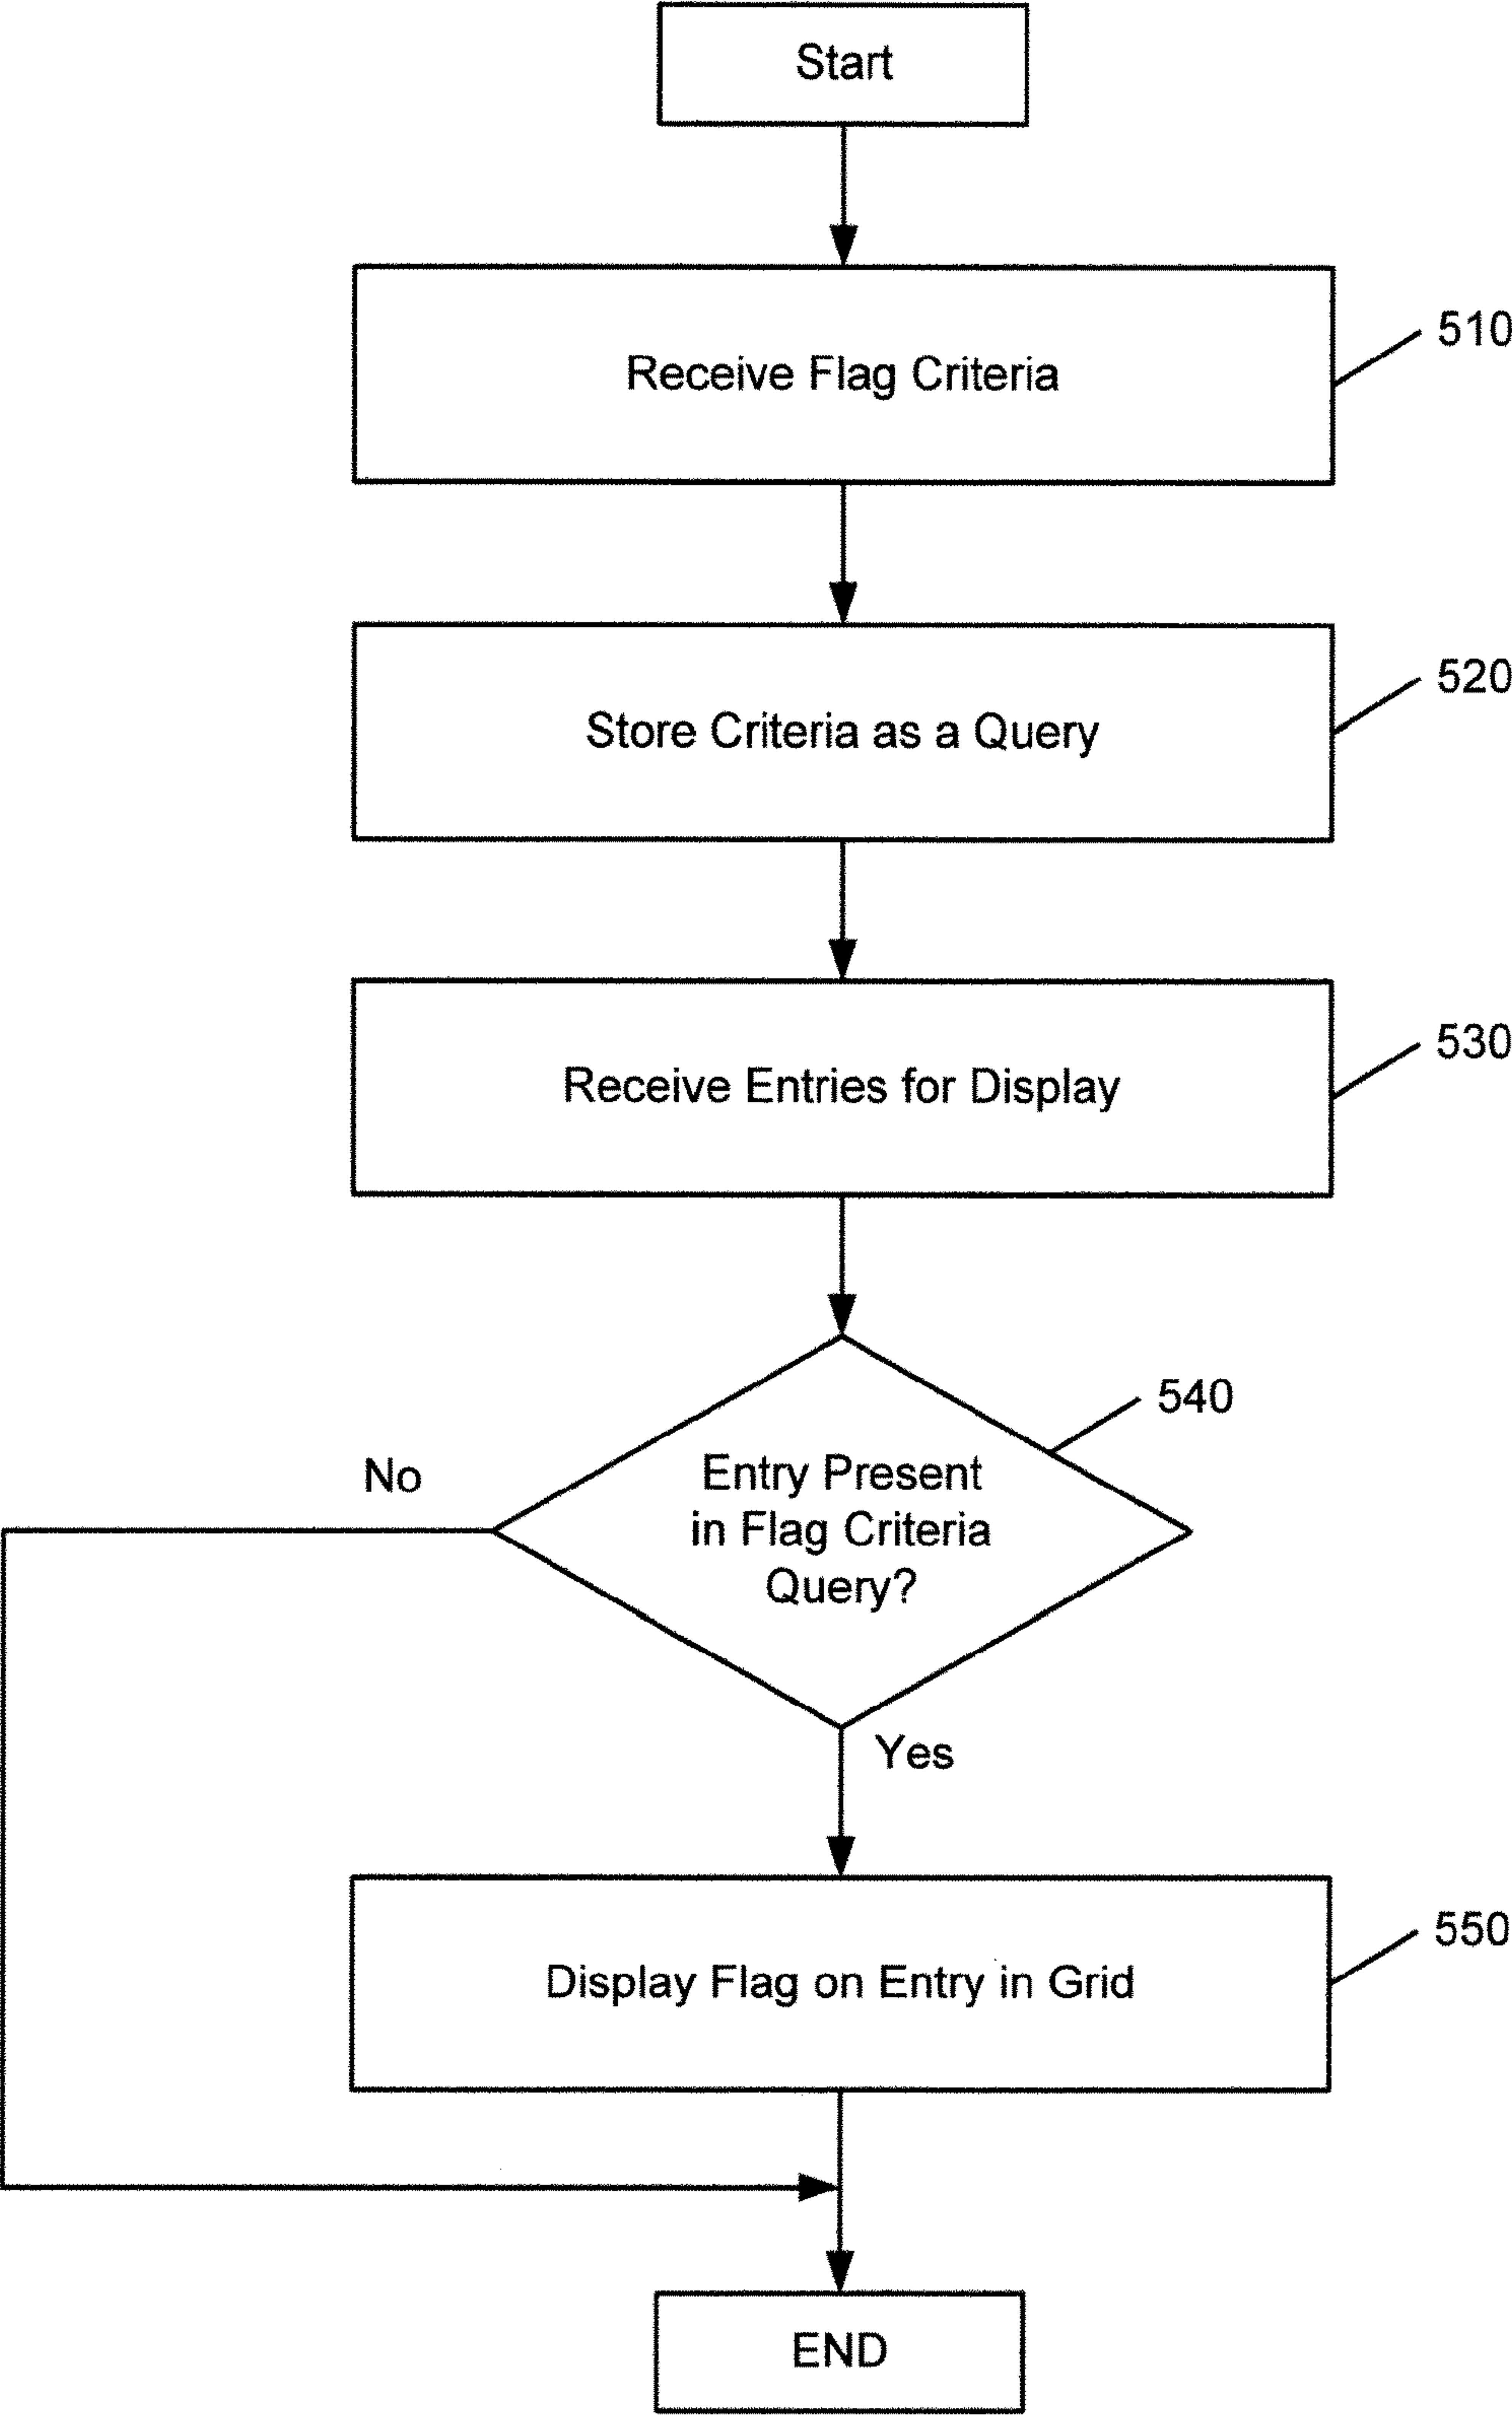 Start
Receive Flag Criteria
510
Store Criteria as a Query
520
Receive Entries for Display
530
540
Entry Present
in Flag Criteria
Query?
No
Yes
Display Flag on Entry in Grid
550
END